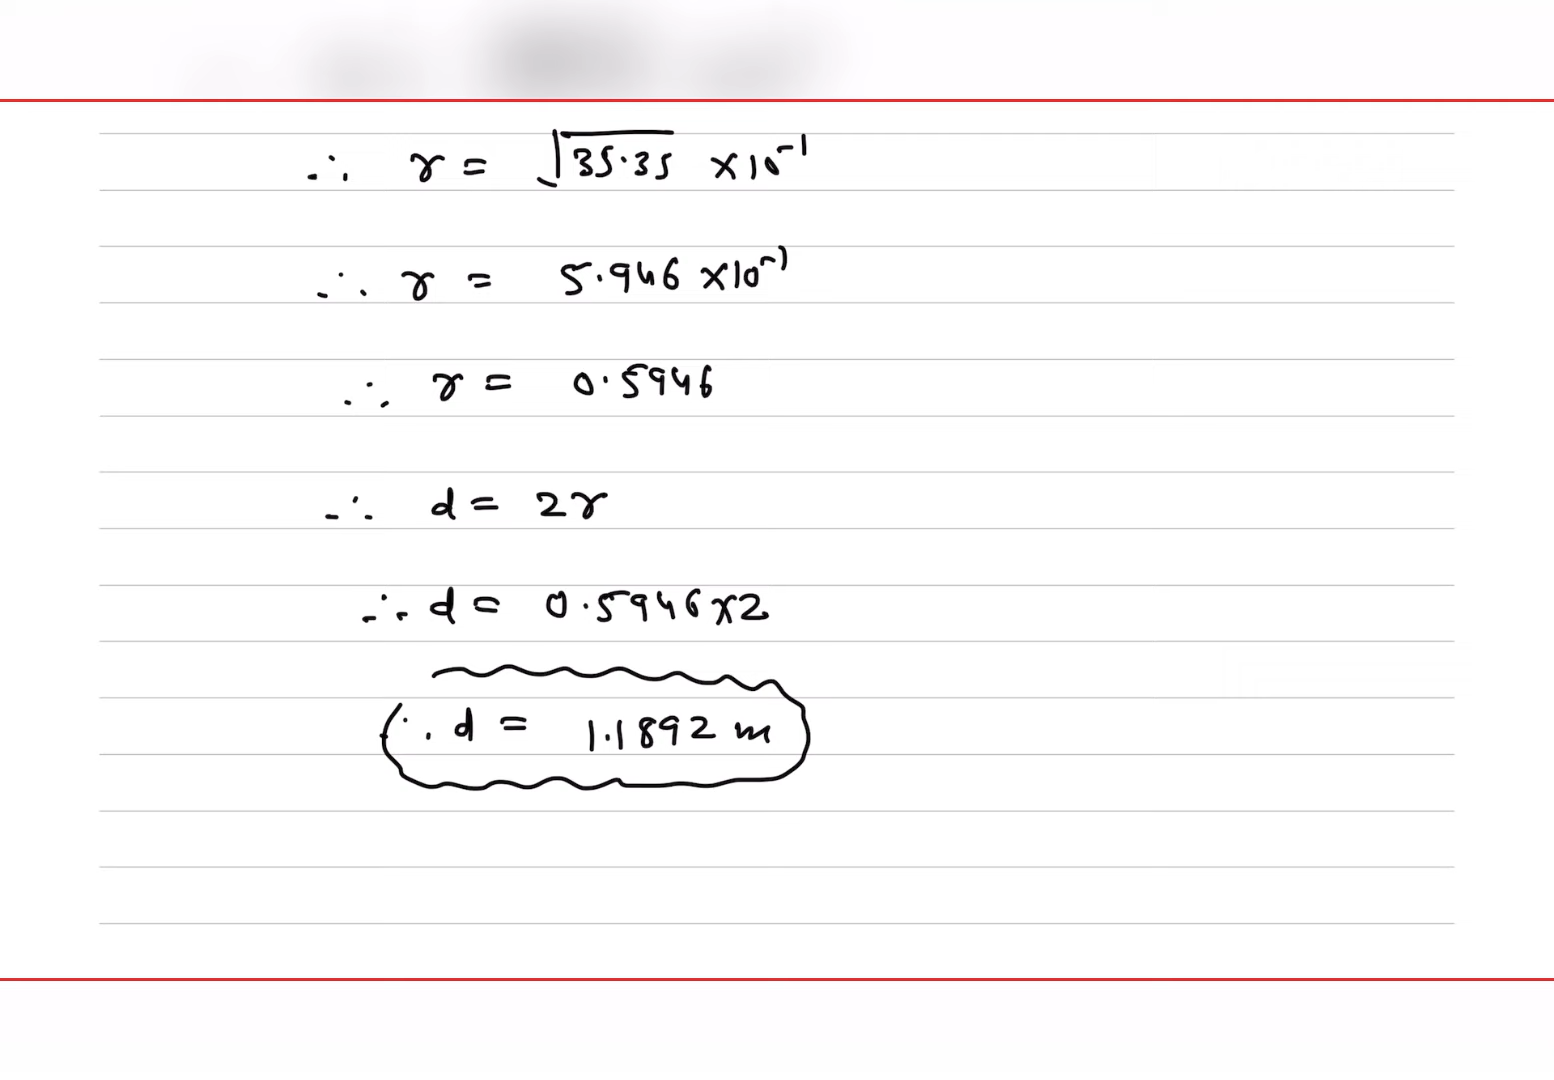 ∴ r = √35.35 ×10⁻¹
∴ r = 5.946 ×10⁻¹
∴ r = 0.5946
∴ d = 2r
∴ d = 0.5946×2
∴ d = 1.1892 m